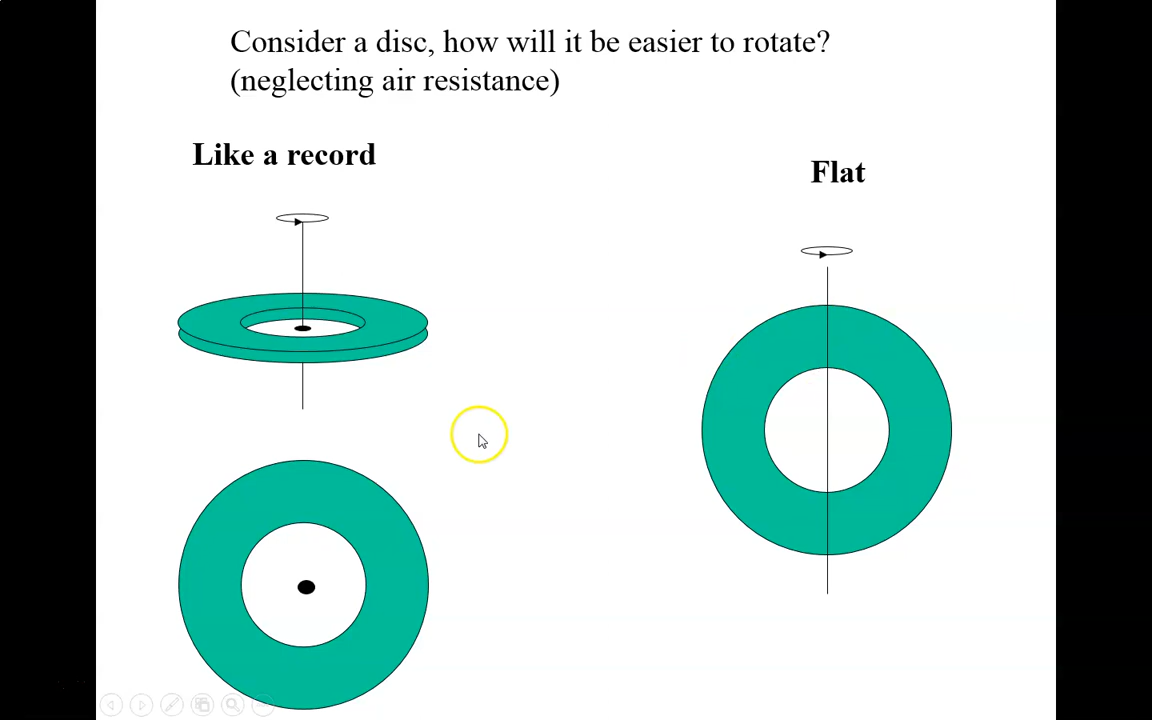 Consider a disc, how will it be easier to rotate?
(neglecting air resistance)
Like a record
Flat